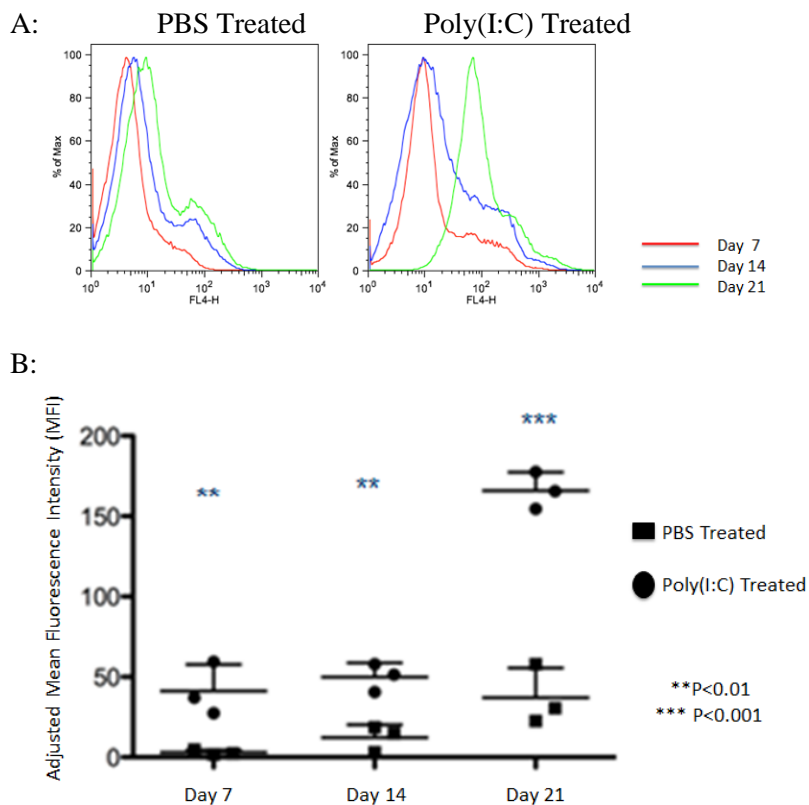 A:
PBS Treated
Poly(I:C) Treated
% of Max
100
80
60
40
20
0
10^0 10^1 10^2 10^3 10^4
FL4-H
% of Max
100
80
60
40
20
0
10^0 10^1 10^2 10^3 10^4
FL4-H
Day 7
Day 14
Day 21
B:
Adjusted Mean Fluorescence Intensity (MFI)
200
150
100
50
0
**
**
***
Day 7
Day 14
Day 21
PBS Treated
Poly(I:C) Treated
**P<0.01
*** P<0.001